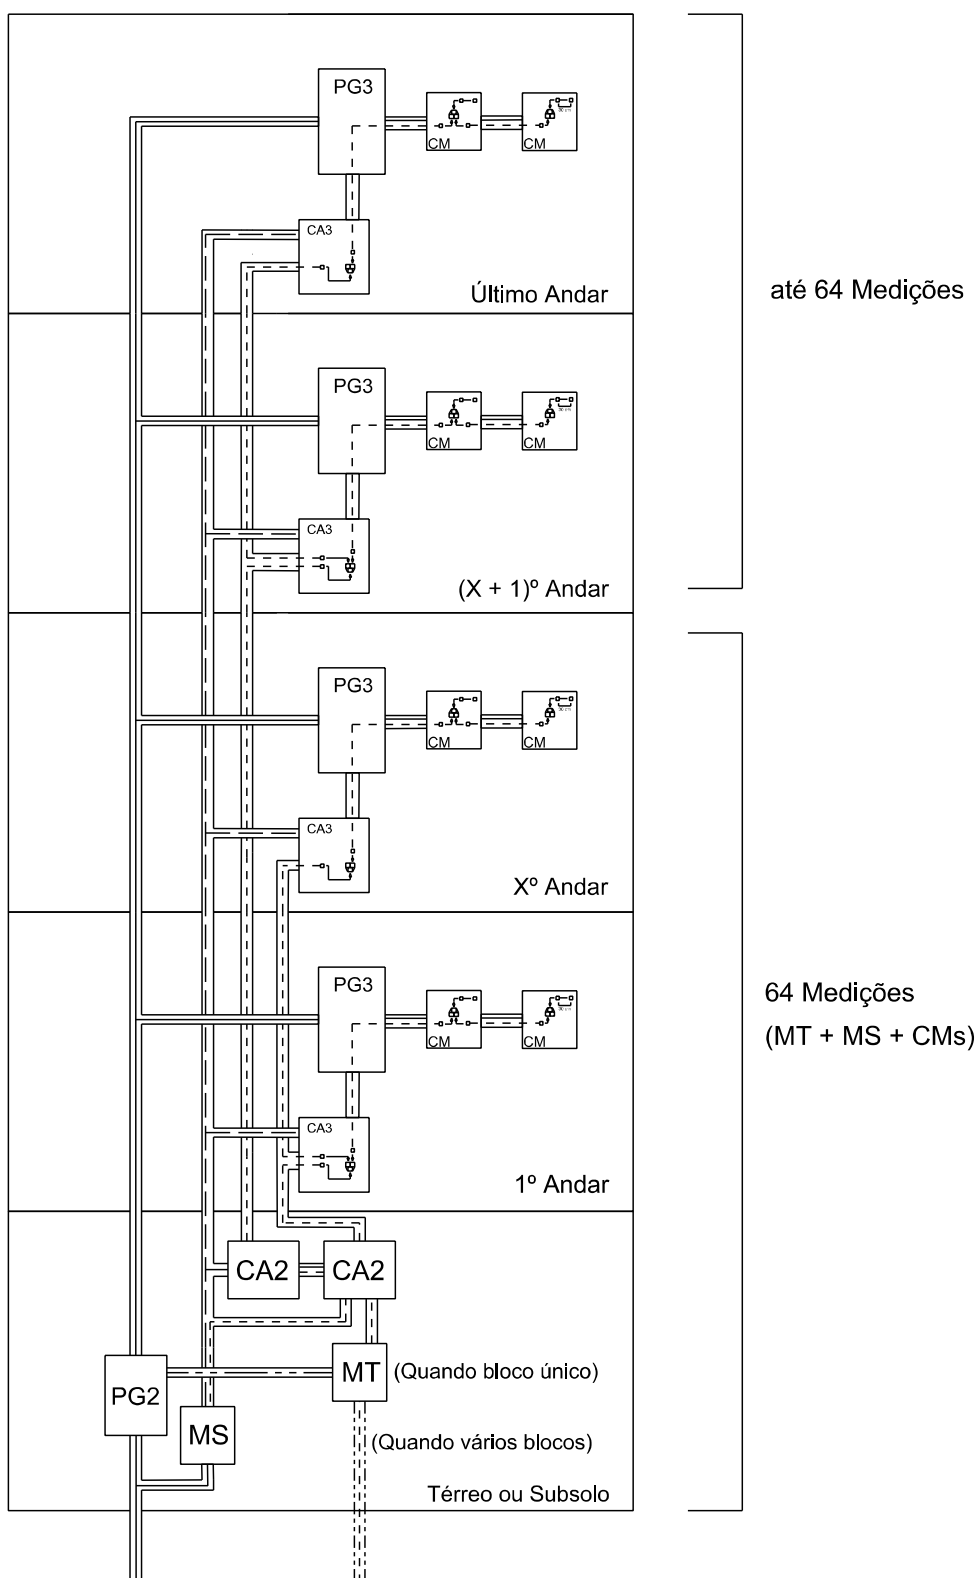 PG3
CM
CM
CA3
Último Andar
até 64 Medições
PG3
CM
CM
CA3
(X + 1)º Andar
PG3
CM
CM
CA3
Xº Andar
PG3
CM
CM
CA3
1º Andar
64 Medições
(MT + MS + CMs)
CA2
CA2
MT
(Quando bloco único)
PG2
MS
(Quando vários blocos)
Térreo ou Subsolo